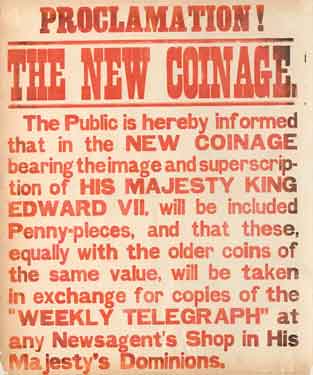 PROCLAMATION!
THE NEW COINAGE.
The Public is hereby informed
that in the NEW COINAGE
bearing the image and superscrip-
tion of HIS MAJESTY KING
EDWARD VII. will be included
Penny-pieces, and that these,
equally with the older coins of
the same value, will be taken
in exchange for copies of the
"WEEKLY TELEGRAPH" at
any Newsagent's Shop in His
Majesty's Dominions.